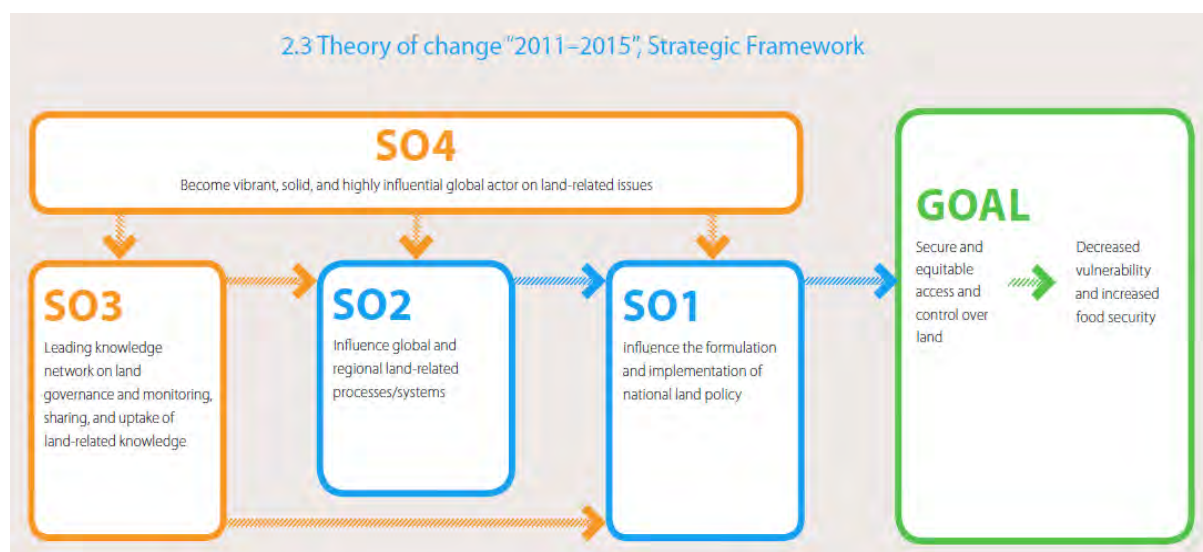 2.3 Theory of change “2011–2015”, Strategic Framework
SO4
Become vibrant, solid, and highly influential global actor on land-related issues
SO3
Leading knowledge
network on land
governance and monitoring,
sharing, and uptake of
land-related knowledge
SO2
Influence global and
regional land-related
processes/systems
SO1
influence the formulation
and implementation of
national land policy
GOAL
Secure and
equitable
access and
control over
land
Decreased
vulnerability
and increased
food security